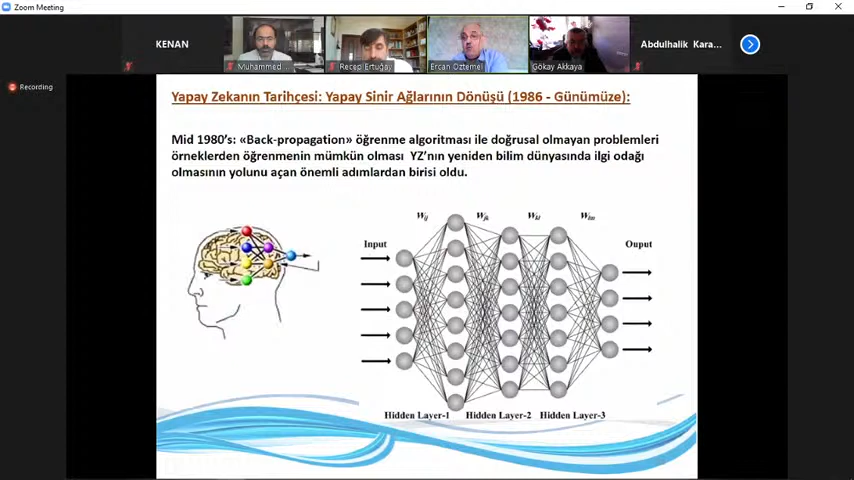 Zoom Meeting
KENAN
Muhammed ...
Recep Ertuğay
Ercan Öztemel
Gökay Akkaya
Abdulhalik Kara...
Recording
Yapay Zekanın Tarihçesi: Yapay Sinir Ağlarının Dönüşü (1986 - Günümüze):
Mid 1980's: «Back-propagation» öğrenme algoritması ile doğrusal olmayan problemleri
örneklerden öğrenmenin mümkün olması YZ'nın yeniden bilim dünyasında ilgi odağı
olmasının yolunu açan önemli adımlardan birisi oldu.
Wij Wjk Wkl Wlm
Input
Ouput
Hidden Layer-1 Hidden Layer-2 Hidden Layer-3